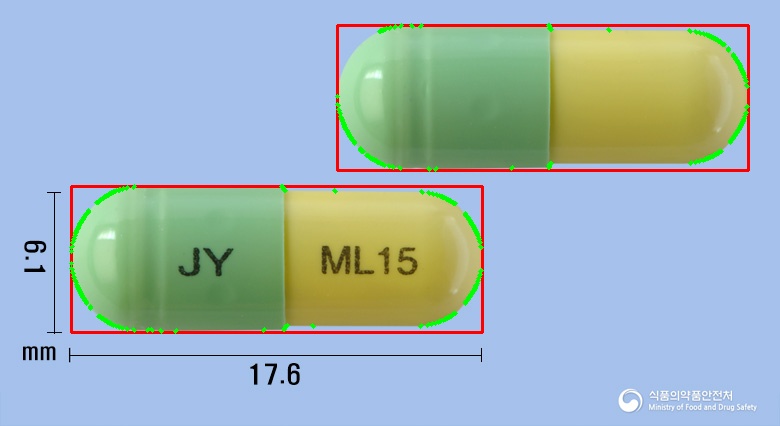 JY ML15
6.1
mm
17.6
식품의약품안전처
Ministry of Food and Drug Safety